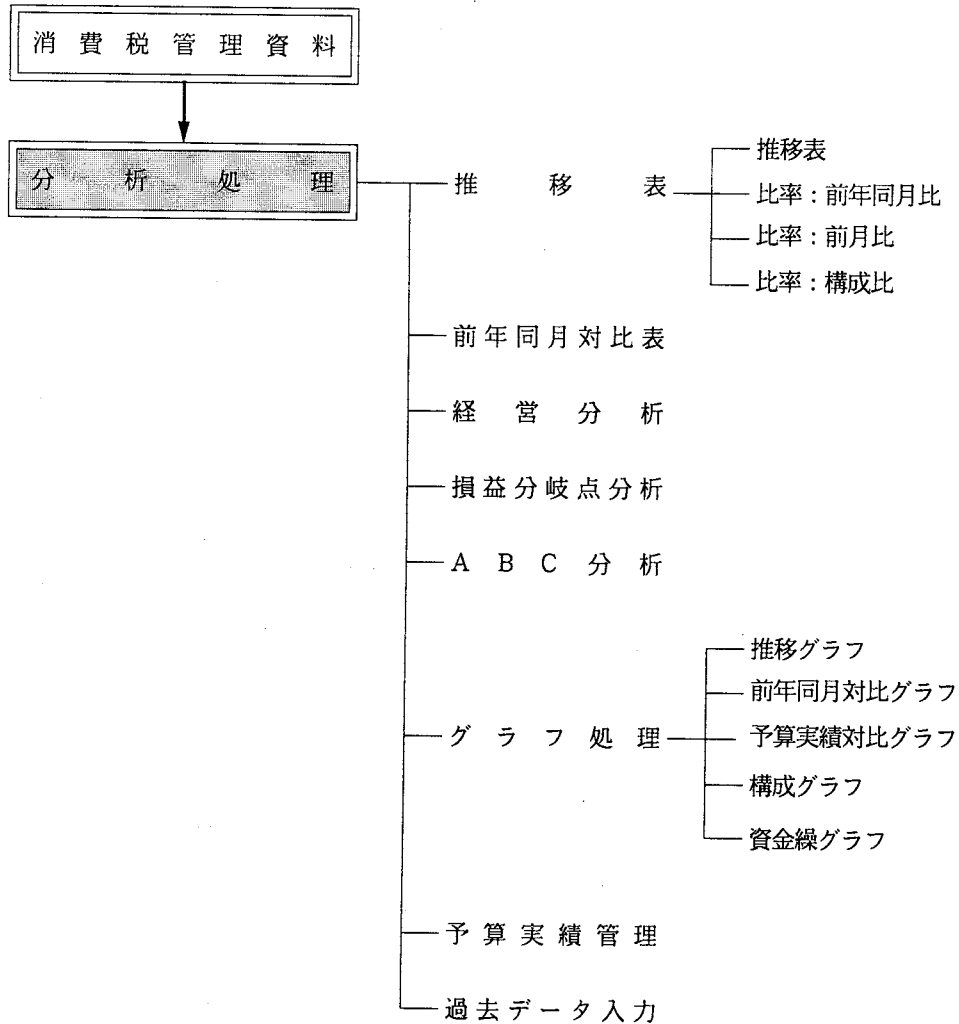 消費税管理資料
分析処理
推移表
推移表
比率：前年同月比
比率：前月比
比率：構成比
前年同月対比表
経営分析
損益分岐点分析
ABC分析
グラフ処理
推移グラフ
前年同月対比グラフ
予算実績対比グラフ
構成グラフ
資金繰グラフ
予算実績管理
過去データ入力